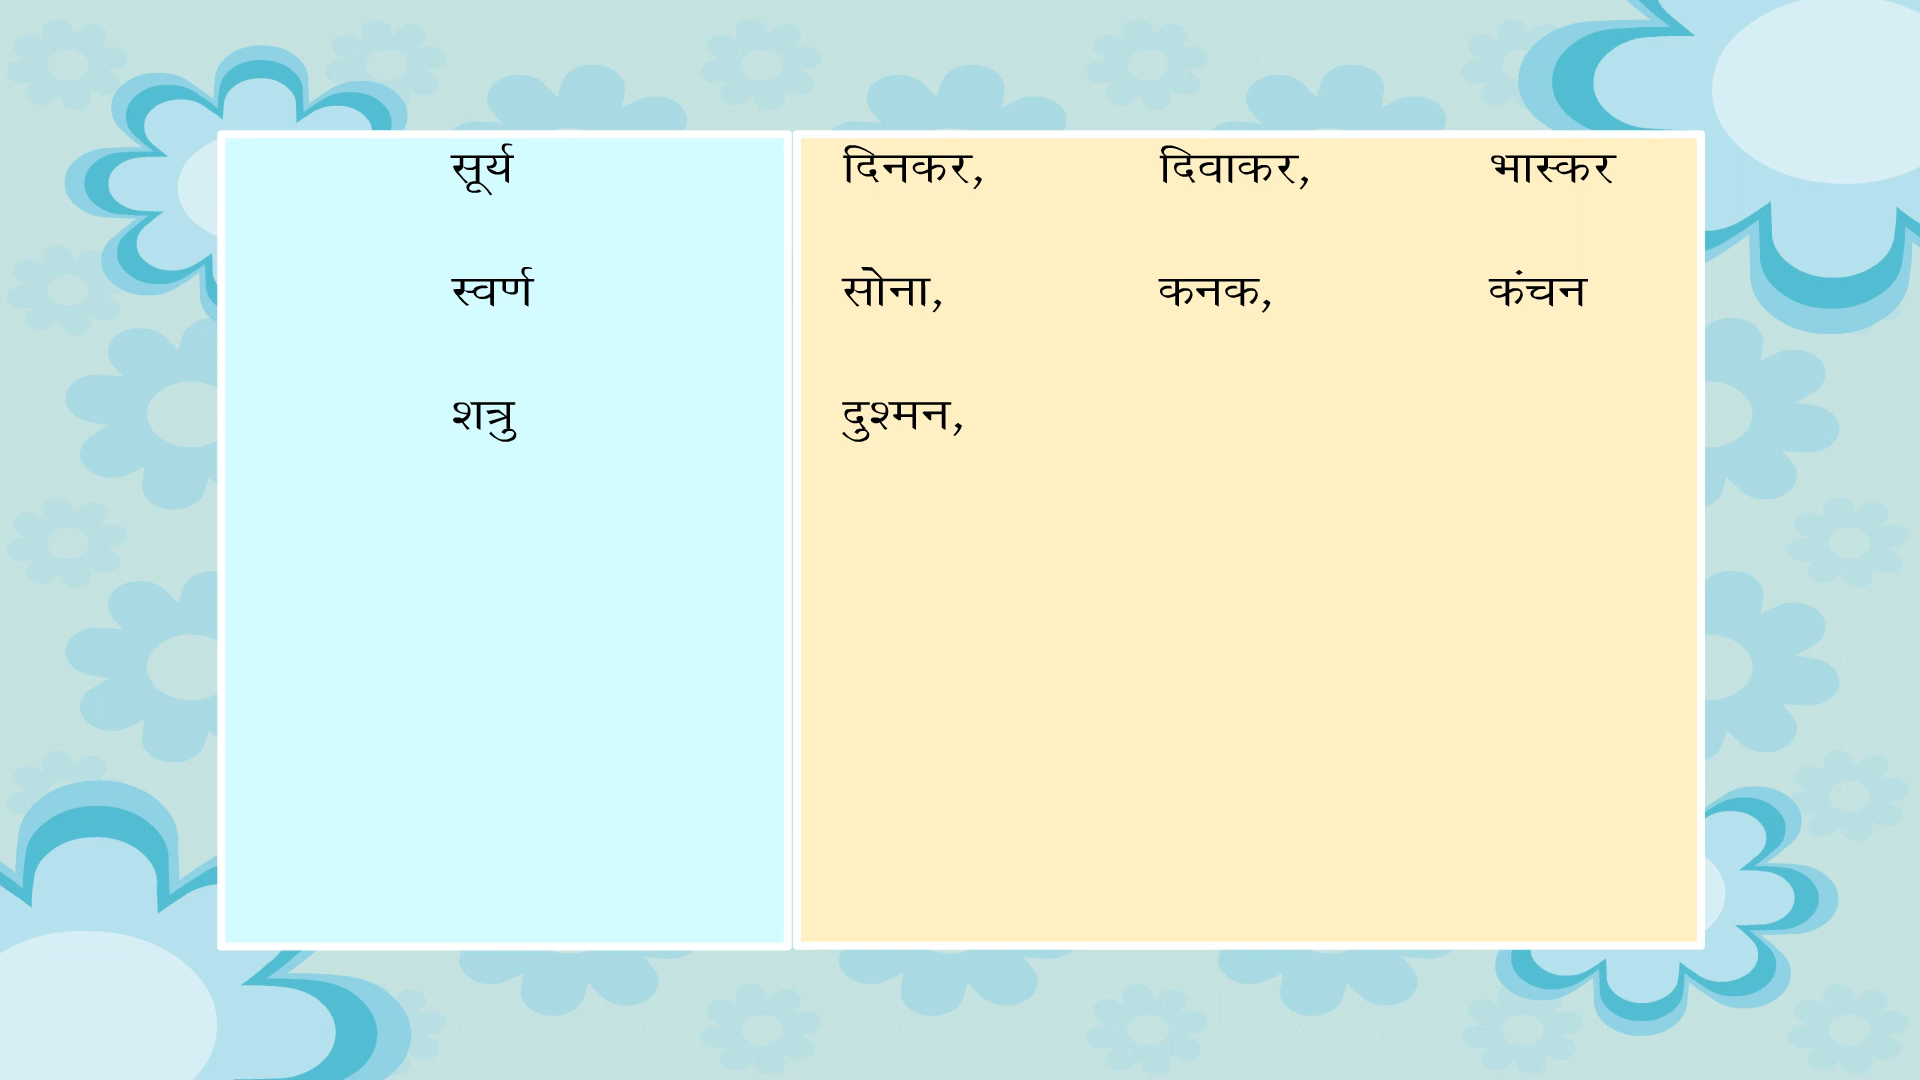 सूर्य दिनकर, दिवाकर, भास्कर
स्वर्ण सोना, कनक, कंचन
शत्रु दुश्मन,